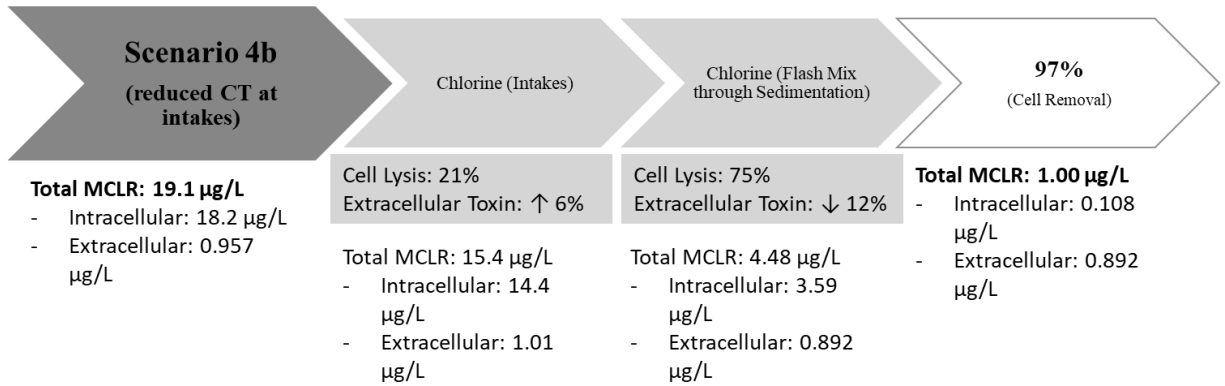 Scenario 4b
(reduced CT at
intakes)
Chlorine (Intakes)
Chlorine (Flash Mix
through Sedimentation)
97%
(Cell Removal)
Total MCLR: 19.1 µg/L
- Intracellular: 18.2 µg/L
- Extracellular: 0.957
µg/L
Cell Lysis: 21%
Extracellular Toxin: ↑ 6%
Total MCLR: 15.4 µg/L
- Intracellular: 14.4
µg/L
- Extracellular: 1.01
µg/L
Cell Lysis: 75%
Extracellular Toxin: ↓ 12%
Total MCLR: 4.48 µg/L
- Intracellular: 3.59
µg/L
- Extracellular: 0.892
µg/L
Total MCLR: 1.00 µg/L
- Intracellular: 0.108
µg/L
- Extracellular: 0.892
µg/L